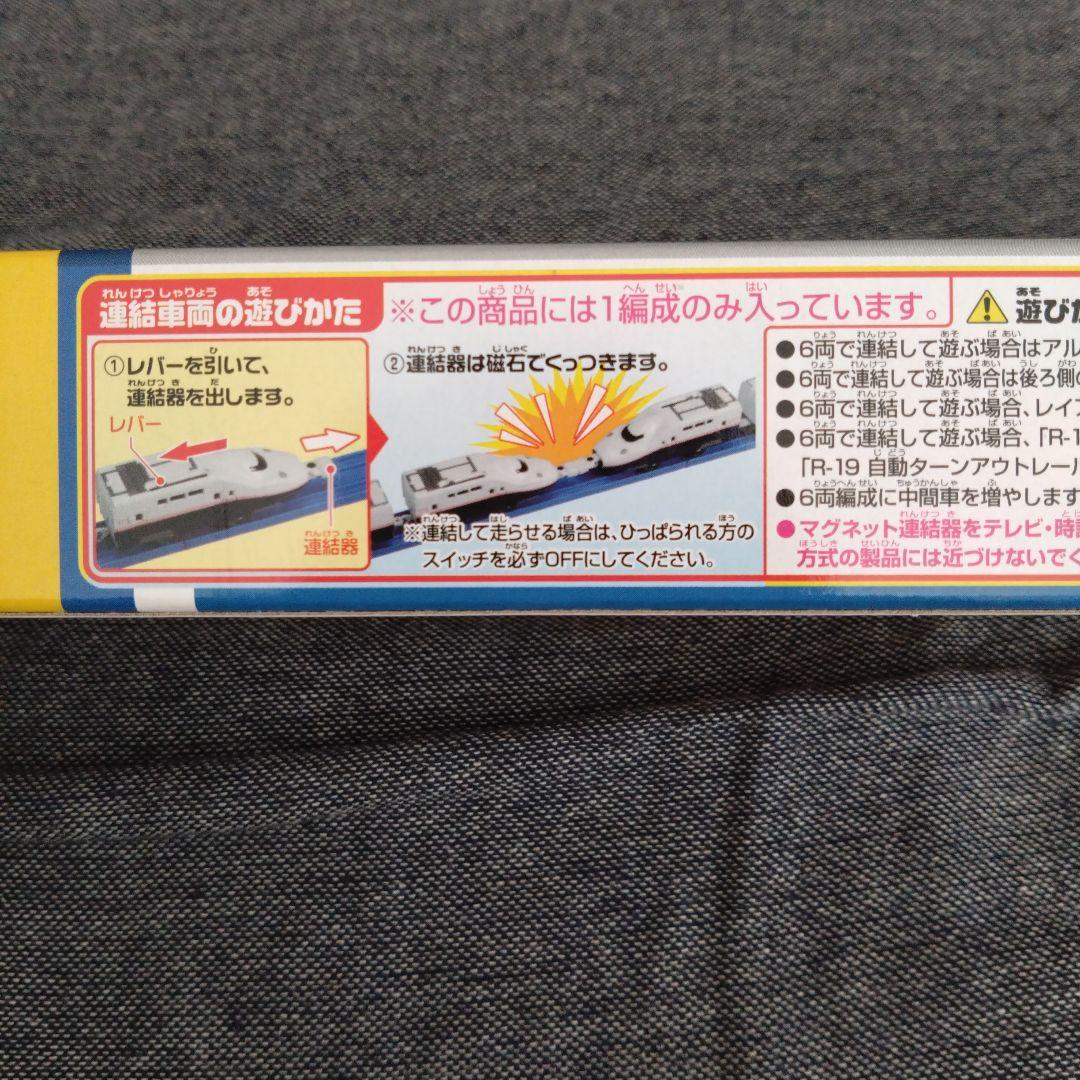 連結車両の遊びかた
※この商品には1編成のみ入っています。
①レバーを引いて、
連結器を出します。
レバー
連結器
②連結器は磁石でくっつきます。
※連結して走らせる場合は、ひっぱられる方の
スイッチを必ずOFFにしてください。
遊びた
●6両で連結して遊ぶ場合はアル
●6両で連結して遊ぶ場合は後ろ側の
●6両で連結して遊ぶ場合、レイア
●6両で連結して遊ぶ場合、「R-1
「R-19 自動ターンアウトレール
●6両編成に中間車を増やします
●マグネット連結器をテレビ・時計
方式の製品には近づけないでく